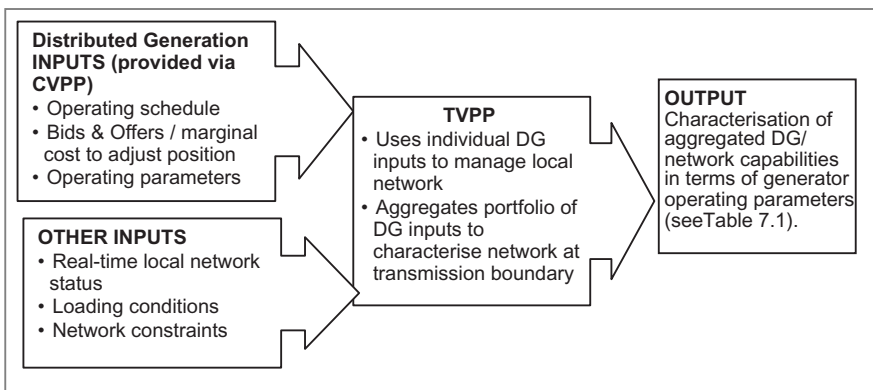 Distributed Generation
INPUTS (provided via
CVPP)
• Operating schedule
• Bids & Offers / marginal
cost to adjust position
• Operating parameters
OTHER INPUTS
• Real-time local network
status
• Loading conditions
• Network constraints
TVPP
• Uses individual DG
inputs to manage local
network
• Aggregates portfolio of
DG inputs to
characterise network at
transmission boundary
OUTPUT
Characterisation of
aggregated DG/
network capabilities
in terms of generator
operating parameters
(seeTable 7.1).